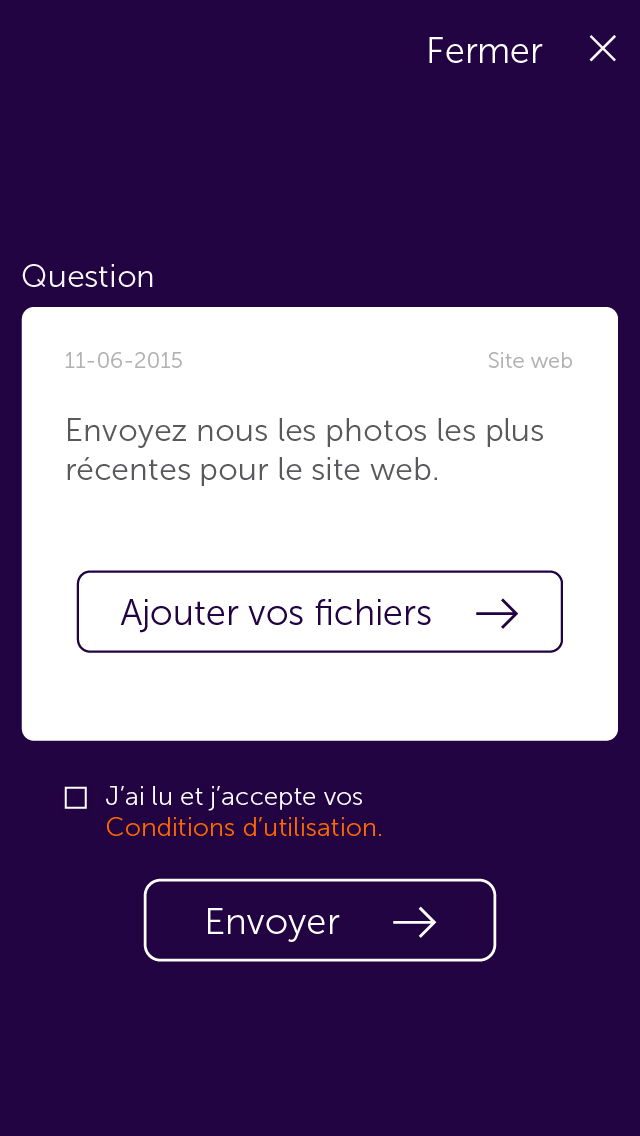 Fermer
Question
11-06-2015 Site web
Envoyez nous les photos les plus
récentes pour le site web.
Ajouter vos fichiers
J’ai lu et j’accepte vos
Conditions d’utilisation.
Envoyer